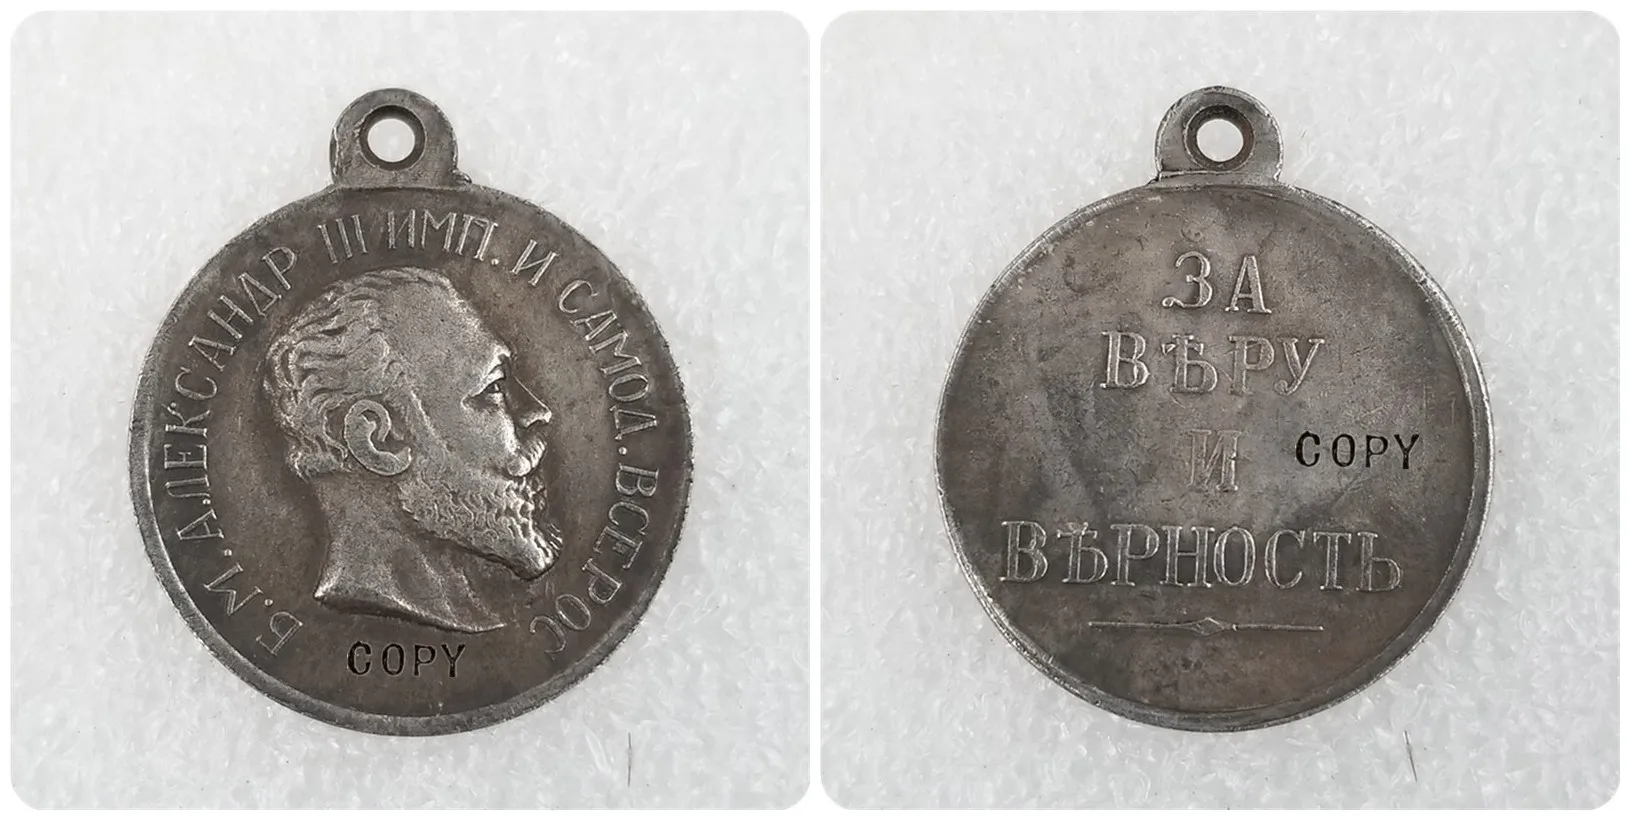 Б.М.АЛЕКСАНДР III ИМП. И САМОД. ВСЕРОС
COPY
ЗА
ВѢРУ
И
COPY
ВѢРНОСТЬ